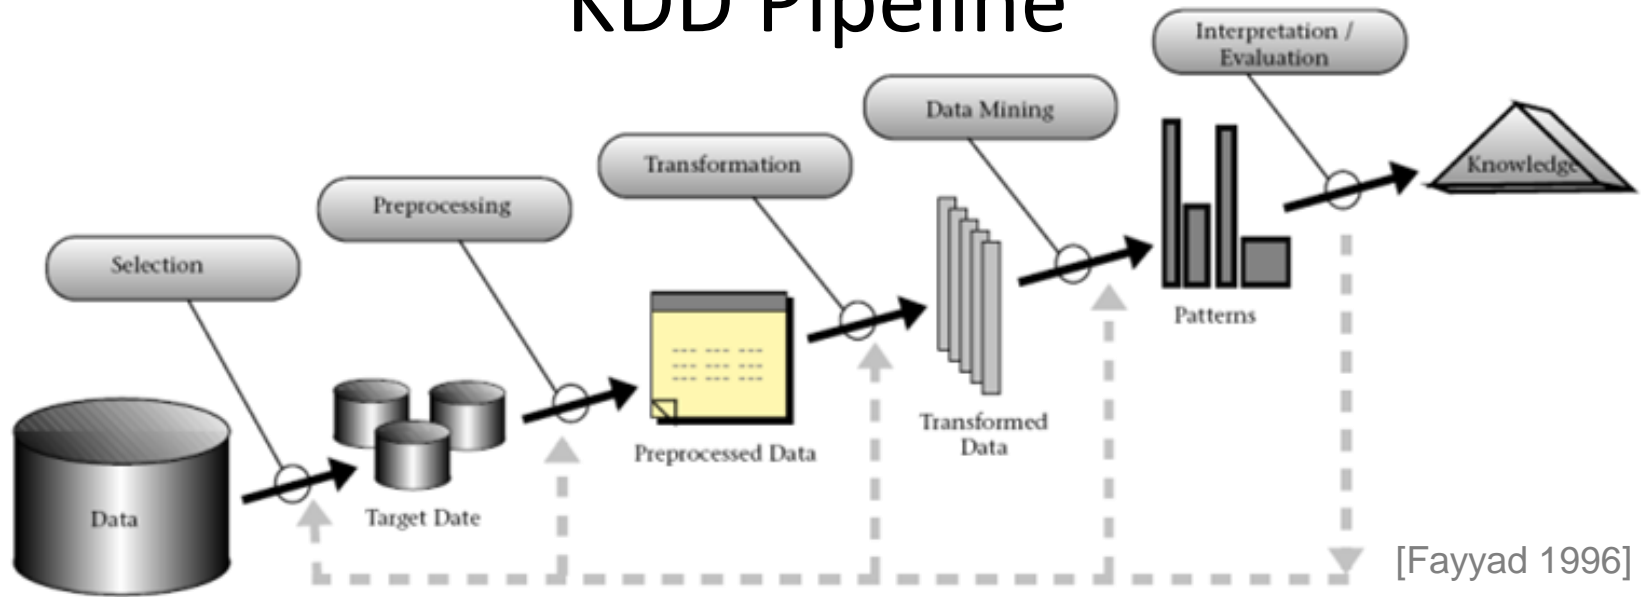 KDD Pipeline
Interpretation /
Evaluation
Data Mining
Transformation
Preprocessing
Selection
Knowledge
Patterns
Transformed
Data
Preprocessed Data
Target Date
Data
[Fayyad 1996]